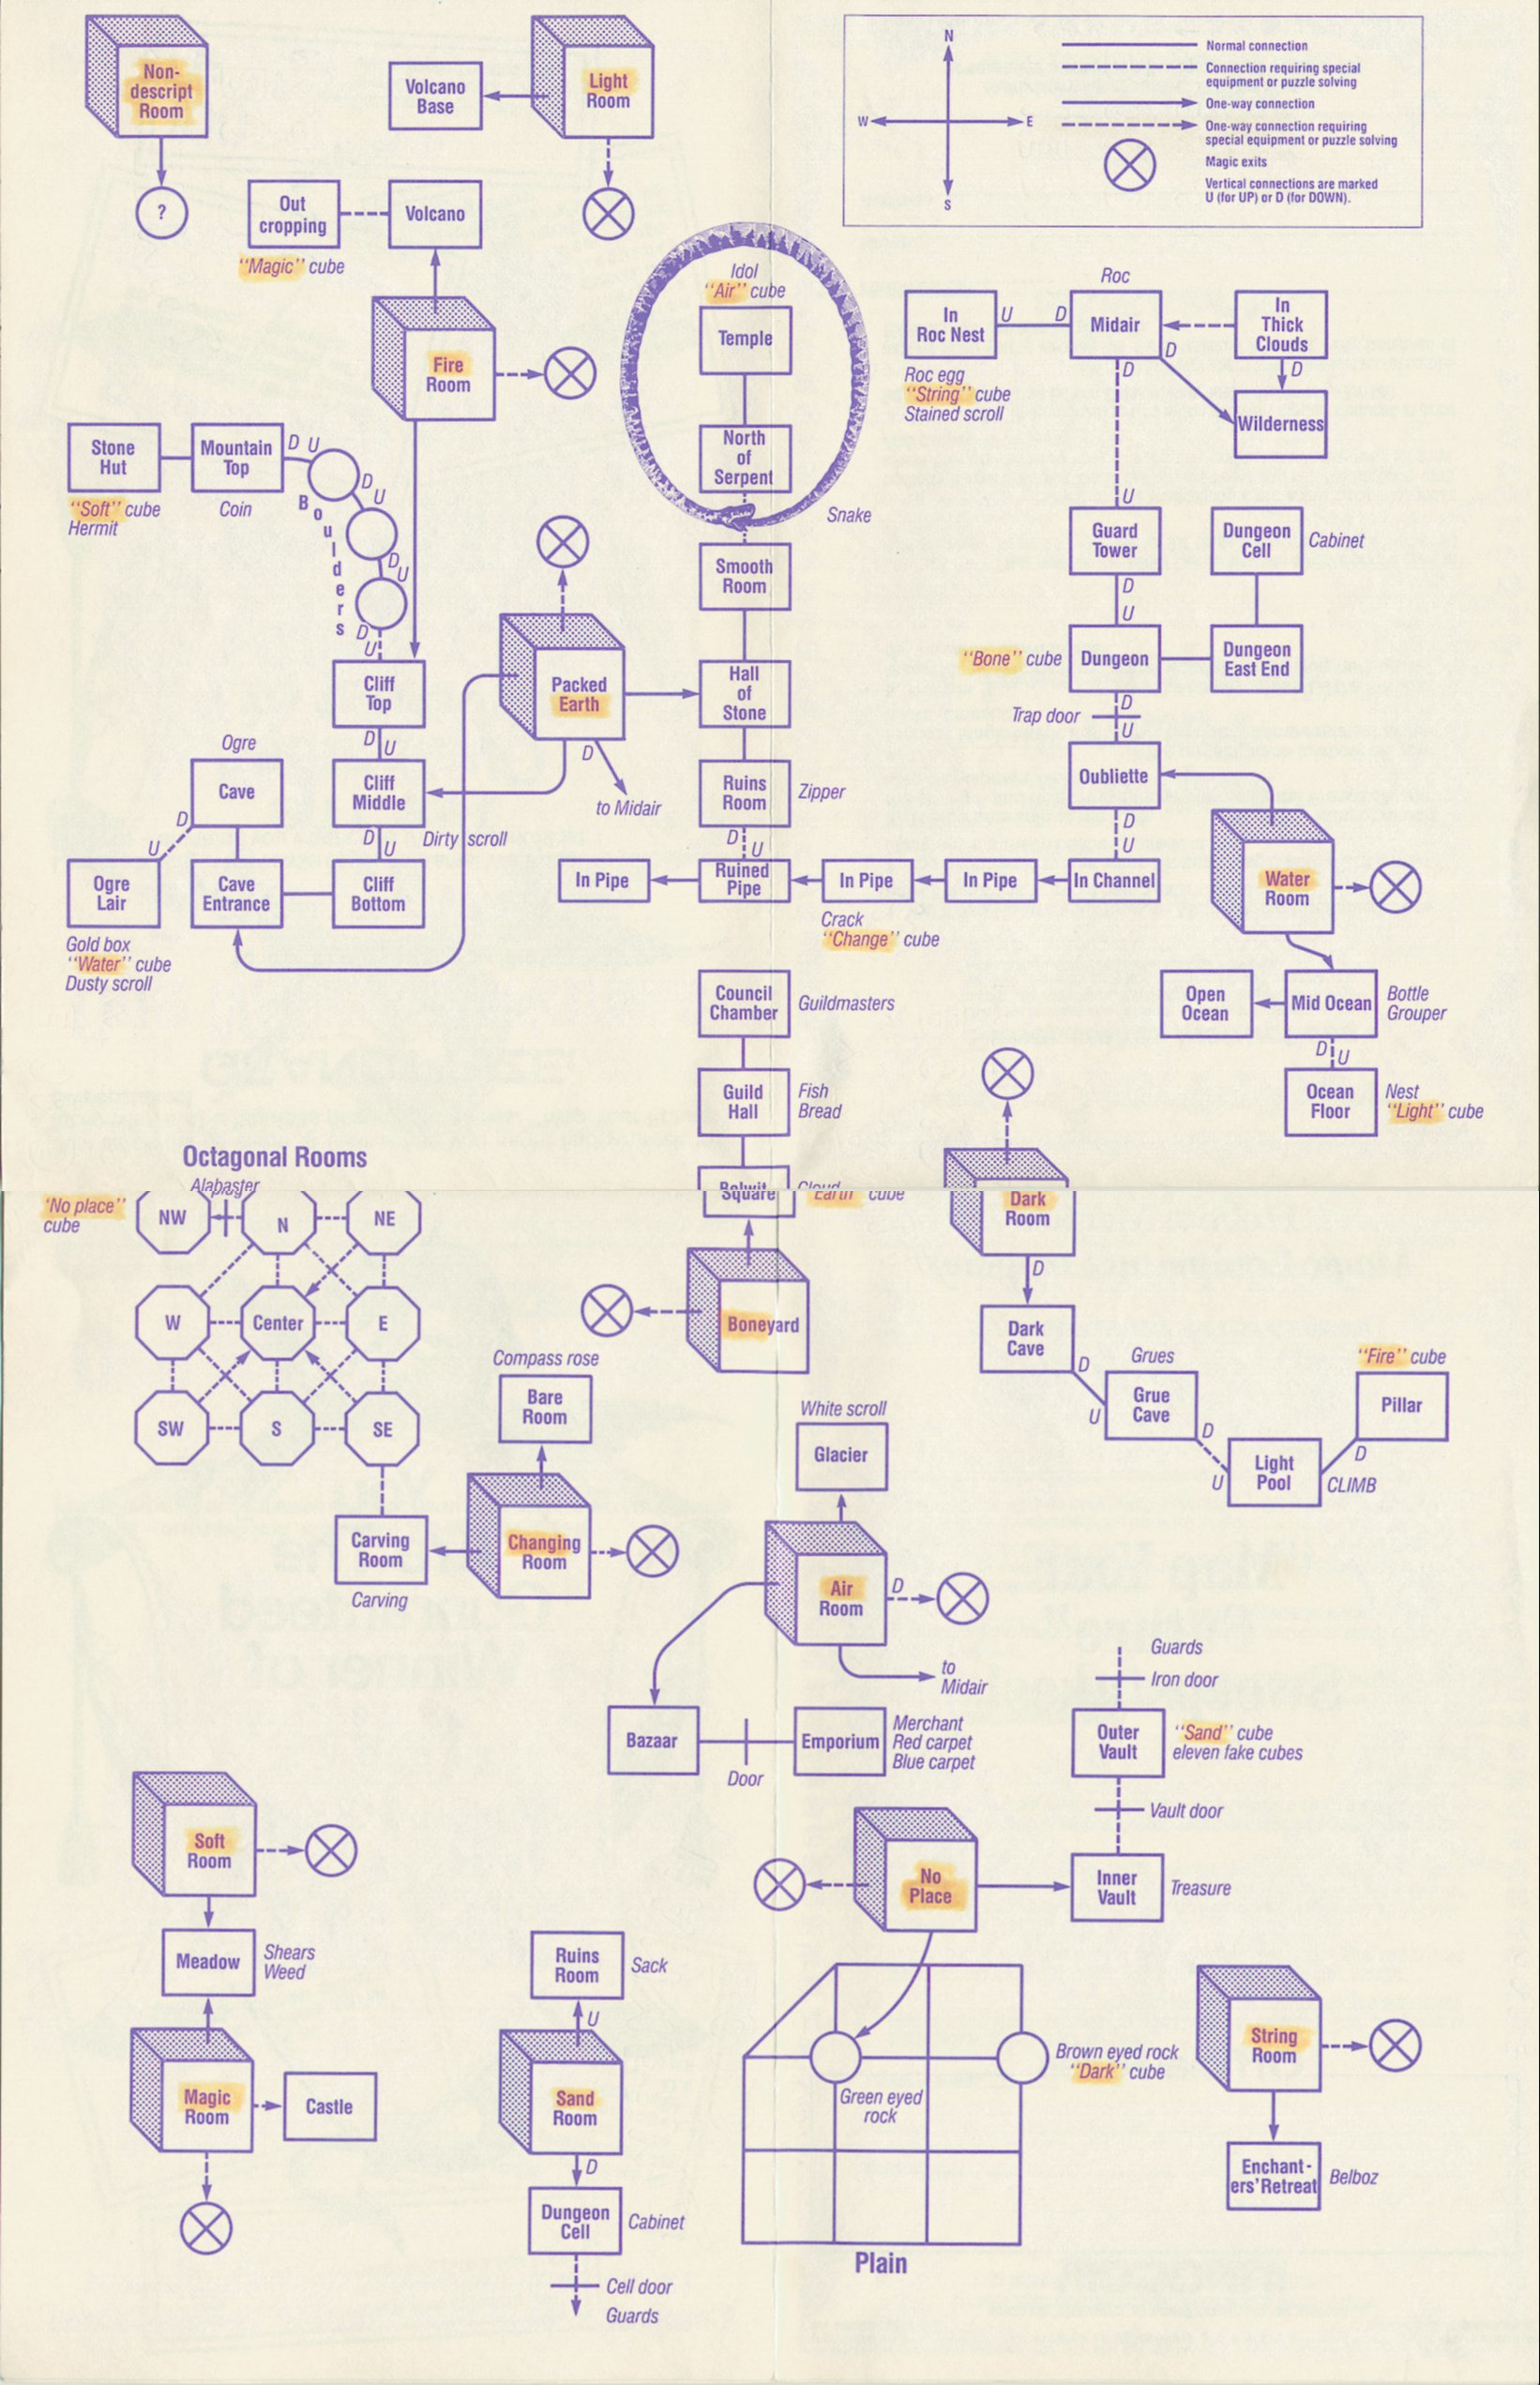 Non-
descript
Room
?
Volcano
Base
Light
Room
N
W
E
S
Normal connection
Connection requiring special
equipment or puzzle solving
One-way connection
One-way connection requiring
special equipment or puzzle solving
Magic exits
Vertical connections are marked
U (for UP) or D (for DOWN).
Out
cropping
"Magic" cube
Volcano
Fire
Room
Idol
"Air" cube
Temple
North
of
Serpent
Snake
Smooth
Room
Hall
of
Stone
Ruins
Room
Zipper
D
U
Roc
In
Roc Nest
U
D
Midair
In
Thick
Clouds
Roc egg
"String" cube
Stained scroll
D
D
D
Wilderness
U
Guard
Tower
D
U
Dungeon
Cell
Cabinet
"Bone" cube
Dungeon
Dungeon
East End
Trap door
D
U
Oubliette
D
U
Stone
Hut
Mountain
Top
D U
"Soft" cube
Hermit
Coin
Boulders
D
U
D
U
D
U
Cliff
Top
D
U
Packed
Earth
D
to Midair
Ogre
Cave
Cliff
Middle
Dirty scroll
D
U
D
U
Ogre
Lair
Cave
Entrance
Cliff
Bottom
Gold box
"Water" cube
Dusty scroll
In Pipe
Ruined
Pipe
In Pipe
In Pipe
In Channel
Crack
"Change" cube
Water
Room
Open
Ocean
Mid Ocean
Bottle
Grouper
D
U
Ocean
Floor
Nest
"Light" cube
Council
Chamber
Guildmasters
Guild
Hall
Fish
Bread
Square
"Earth" cube
Octagonal Rooms
Alabaster
'No place"
cube
NW
N
NE
W
Center
E
SW
S
SE
Boneyard
Dark
Room
D
Dark
Cave
D
U
Grues
Grue
Cave
D
U
Light
Pool
D
CLIMB
"Fire" cube
Pillar
Compass rose
Bare
Room
Carving
Room
Carving
Changing
Room
White scroll
Glacier
Air
Room
D
to
Midair
Bazaar
Door
Emporium
Merchant
Red carpet
Blue carpet
Guards
Iron door
Outer
Vault
"Sand" cube
eleven fake cubes
Vault door
Inner
Vault
Treasure
No
Place
Soft
Room
Meadow
Shears
Weed
Magic
Room
Castle
Ruins
Room
Sack
U
Sand
Room
D
Dungeon
Cell
Cabinet
Cell door
Guards
Green eyed
rock
Brown eyed rock
"Dark" cube
Plain
String
Room
Enchant-
ers' Retreat
Belboz